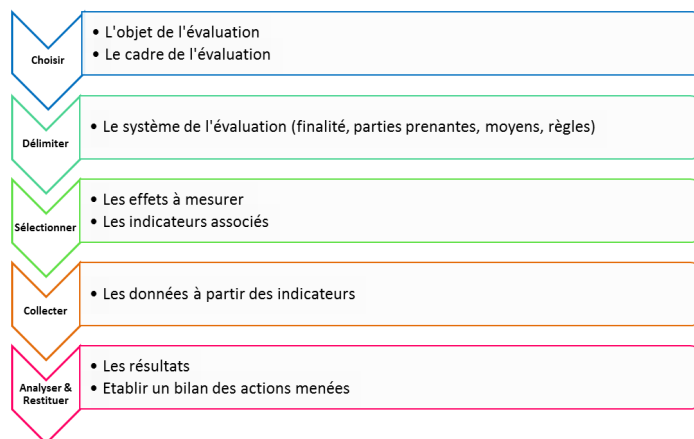 Choisir
• L'objet de l'évaluation
• Le cadre de l'évaluation
Délimiter
• Le système de l'évaluation (finalité, parties prenantes, moyens, règles)
Sélectionner
• Les effets à mesurer
• Les indicateurs associés
Collecter
• Les données à partir des indicateurs
Analyser &
Restituer
• Les résultats
• Etablir un bilan des actions menées